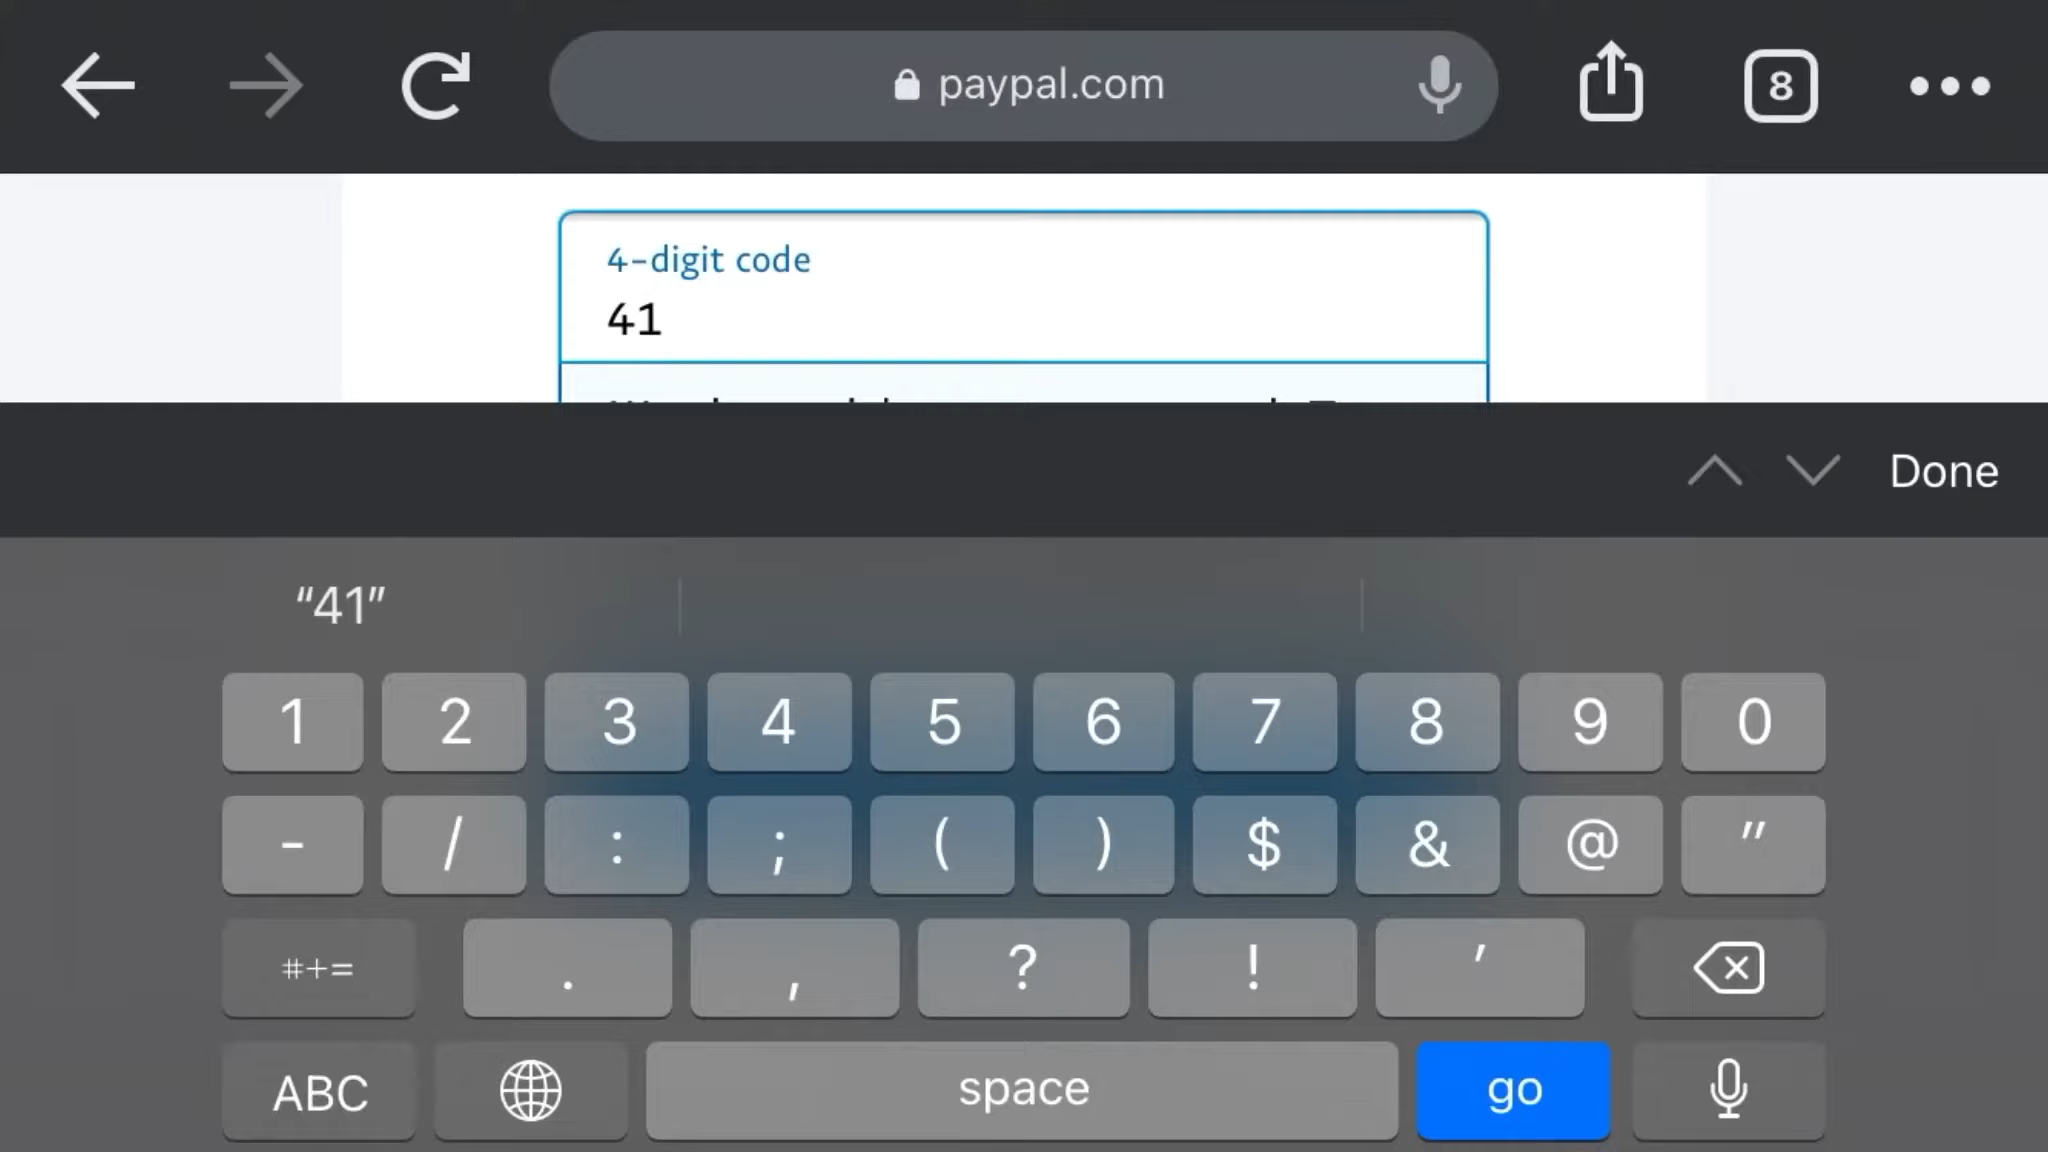 paypal.com
8
4-digit code
41
Done
“41”
1 2 3 4 5 6 7 8 9 0
- / : ; ( ) $ & @ "
#+= . , ? ! '
ABC space go